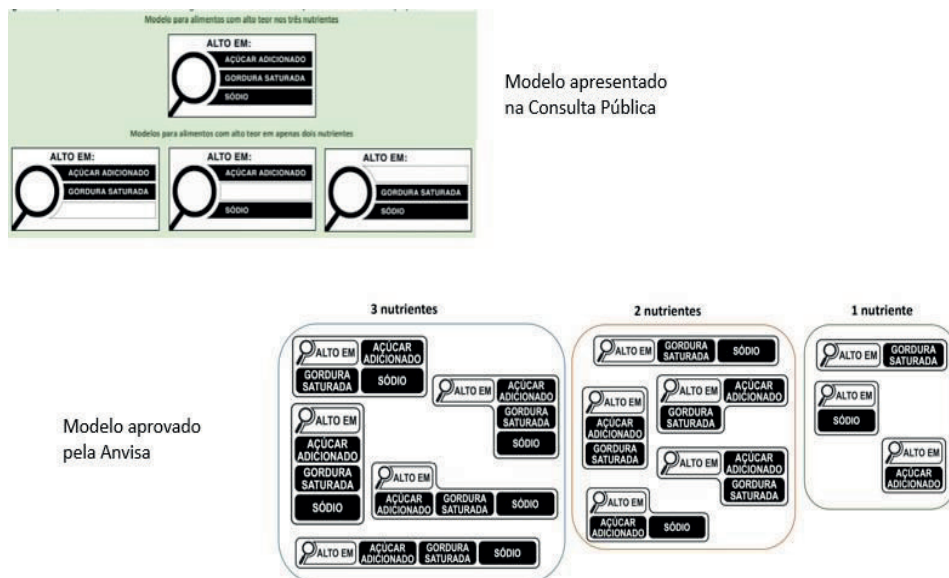 Modelo para alimentos com alto teor nos três nutrientes
ALTO EM:
AÇÚCAR ADICIONADO
GORDURA SATURADA
SÓDIO
Modelo apresentado
na Consulta Pública
Modelos para alimentos com alto teor em apenas dois nutrientes
ALTO EM:
AÇÚCAR ADICIONADO
GORDURA SATURADA
ALTO EM:
AÇÚCAR ADICIONADO
SÓDIO
ALTO EM:
GORDURA SATURADA
SÓDIO
Modelo aprovado
pela Anvisa
3 nutrientes
ALTO EM
AÇÚCAR
ADICIONADO
GORDURA
SATURADA
SÓDIO
ALTO EM
AÇÚCAR
ADICIONADO
GORDURA
SATURADA
SÓDIO
ALTO EM
AÇÚCAR
ADICIONADO
GORDURA
SATURADA
SÓDIO
ALTO EM
AÇÚCAR
ADICIONADO
GORDURA
SATURADA
SÓDIO
ALTO EM
AÇÚCAR
ADICIONADO
GORDURA
SATURADA
SÓDIO
2 nutrientes
ALTO EM
GORDURA
SATURADA
SÓDIO
ALTO EM
AÇÚCAR
ADICIONADO
GORDURA
SATURADA
ALTO EM
AÇÚCAR
ADICIONADO
GORDURA
SATURADA
ALTO EM
AÇÚCAR
ADICIONADO
GORDURA
SATURADA
ALTO EM
AÇÚCAR
ADICIONADO
SÓDIO
1 nutriente
ALTO EM
GORDURA
SATURADA
ALTO EM
SÓDIO
ALTO EM
AÇÚCAR
ADICIONADO